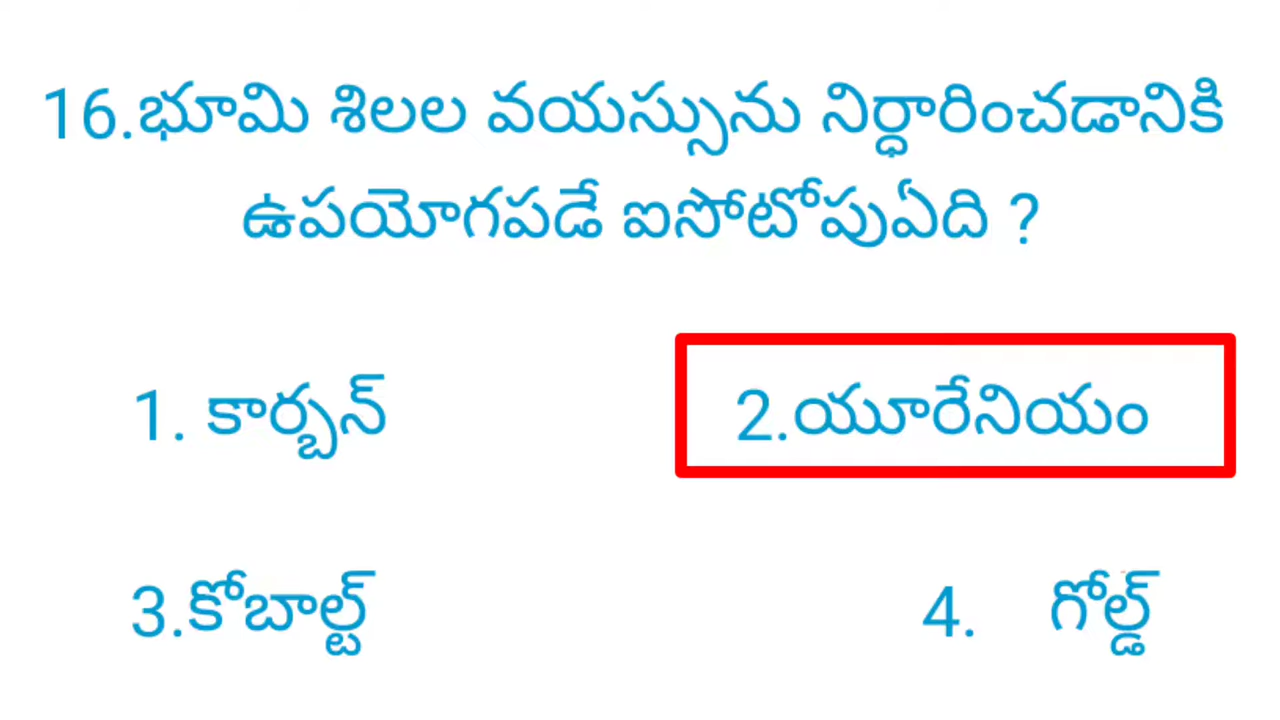 16.భూమి శిలల వయస్సును నిర్ధారించడానికి
ఉపయోగపడే ఐసోటోపుఏది ?
1. కార్బన్
2.యూరేనియం
3.కోబాల్ట్
4. గోల్డ్